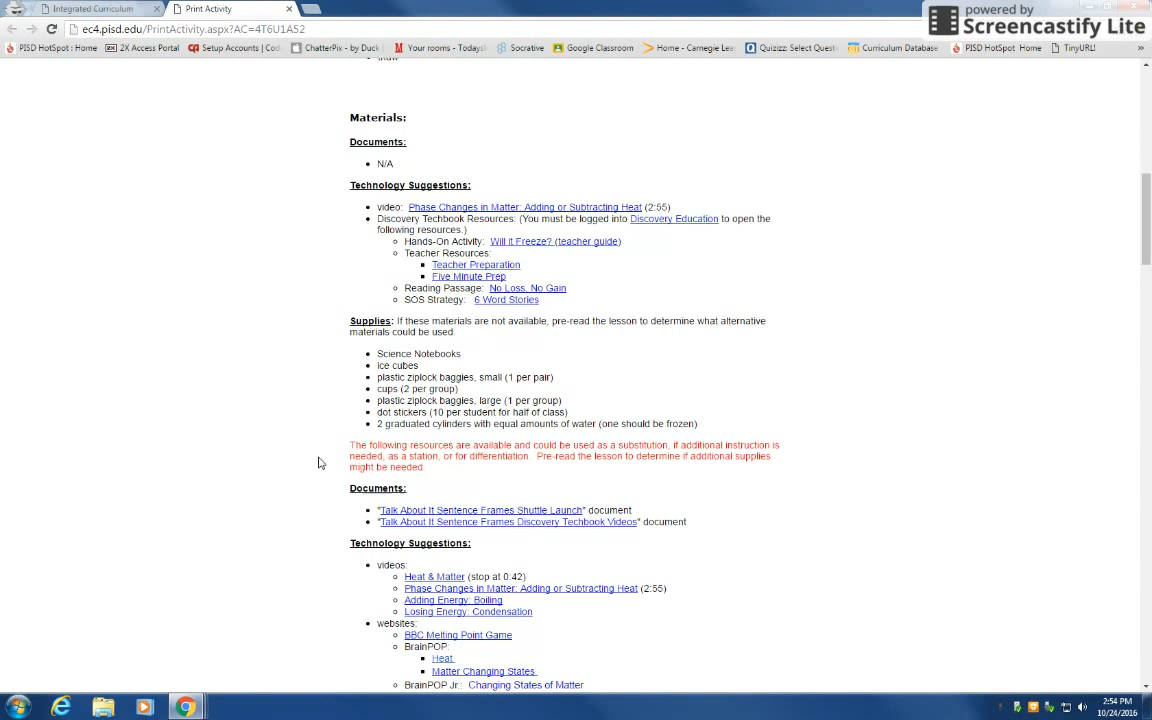 Integrated Curriculum
Print Activity
powered by
Screencastify Lite
ec4.pisd.edu/PrintActivity.aspx?AC=4T6U1A52
PISD HotSpot : Home
2X Access Portal
Setup Accounts | Cod
ChatterPix - by Duck
Your rooms - Todays
Socrative
Google Classroom
Home - Carnegie Lea
Quizizz: Select Questi
Curriculum Database
PISD HotSpot Home
TinyURL!
»
thaw
Materials:
Documents:
N/A
Technology Suggestions:
video: Phase Changes in Matter: Adding or Subtracting Heat (2:55)
Discovery Techbook Resources: (You must be logged into Discovery Education to open the
following resources.)
Hands-On Activity: Will it Freeze? (teacher guide)
Teacher Resources:
Teacher Preparation
Five Minute Prep
Reading Passage: No Loss, No Gain
SOS Strategy: 6 Word Stories
Supplies: If these materials are not available, pre-read the lesson to determine what alternative
materials could be used.
Science Notebooks
ice cubes
plastic ziplock baggies, small (1 per pair)
cups (2 per group)
plastic ziplock baggies, large (1 per group)
dot stickers (10 per student for half of class)
2 graduated cylinders with equal amounts of water (one should be frozen)
The following resources are available and could be used as a substitution, if additional instruction is
needed, as a station, or for differentiation. Pre-read the lesson to determine if additional supplies
might be needed.
Documents:
"Talk About It Sentence Frames Shuttle Launch" document
"Talk About It Sentence Frames Discovery Techbook Videos" document
Technology Suggestions:
videos:
Heat & Matter (stop at 0:42)
Phase Changes in Matter: Adding or Subtracting Heat (2:55)
Adding Energy: Boiling
Losing Energy: Condensation
websites:
BBC Melting Point Game
BrainPOP:
Heat
Matter Changing States
BrainPOP Jr.: Changing States of Matter
2:54 PM
10/24/2016